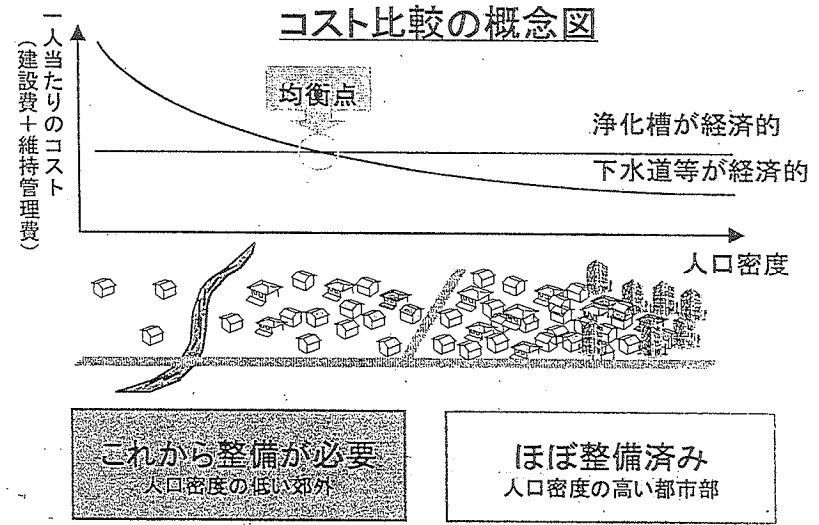 コスト比較の概念図
一人当たりのコスト
（建設費＋維持管理費）
均衡点
浄化槽が経済的
下水道等が経済的
人口密度
これから整備が必要
人口密度の低い郊外
ほぼ整備済み
人口密度の高い都市部